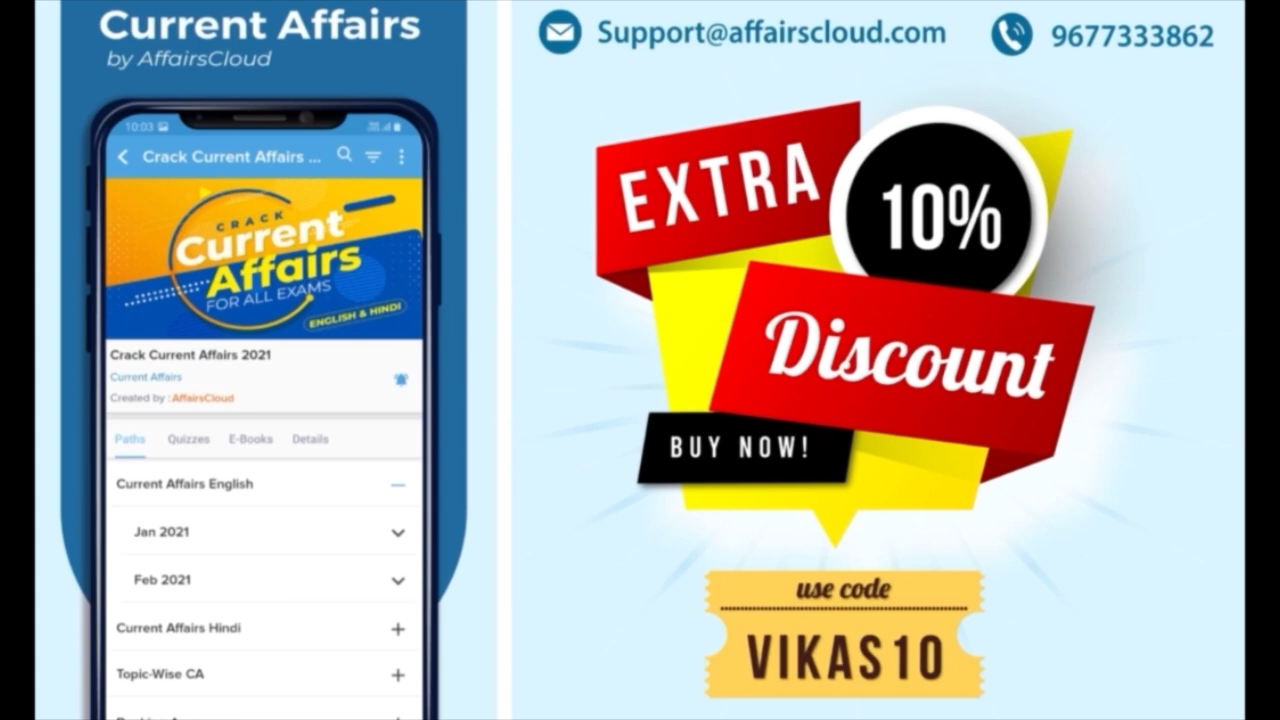 Current Affairs
by AffairsCloud
10:03
Crack Current Affairs ...
CRACK
Current
Affairs
FOR ALL EXAMS
ENGLISH & HINDI
Crack Current Affairs 2021
Current Affairs
Created by : AffairsCloud
Paths Quizzes E-Books Details
Current Affairs English
Jan 2021
Feb 2021
Current Affairs Hindi
Topic-Wise CA
Support@affairscloud.com 9677333862
EXTRA
10%
Discount
BUY NOW!
use code
VIKAS10